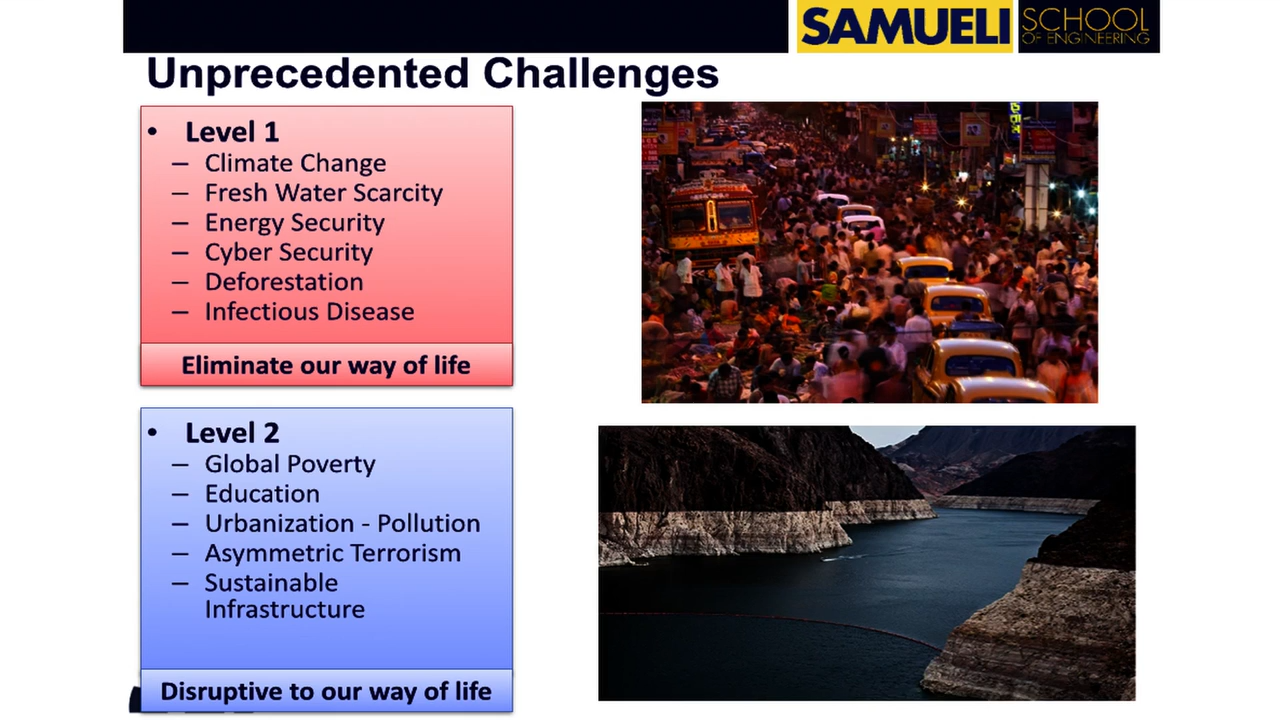 SAMUELI
SCHOOL
OF ENGINEERING
Unprecedented Challenges
• Level 1
– Climate Change
– Fresh Water Scarcity
– Energy Security
– Cyber Security
– Deforestation
– Infectious Disease
Eliminate our way of life
• Level 2
– Global Poverty
– Education
– Urbanization - Pollution
– Asymmetric Terrorism
– Sustainable
Infrastructure
Disruptive to our way of life